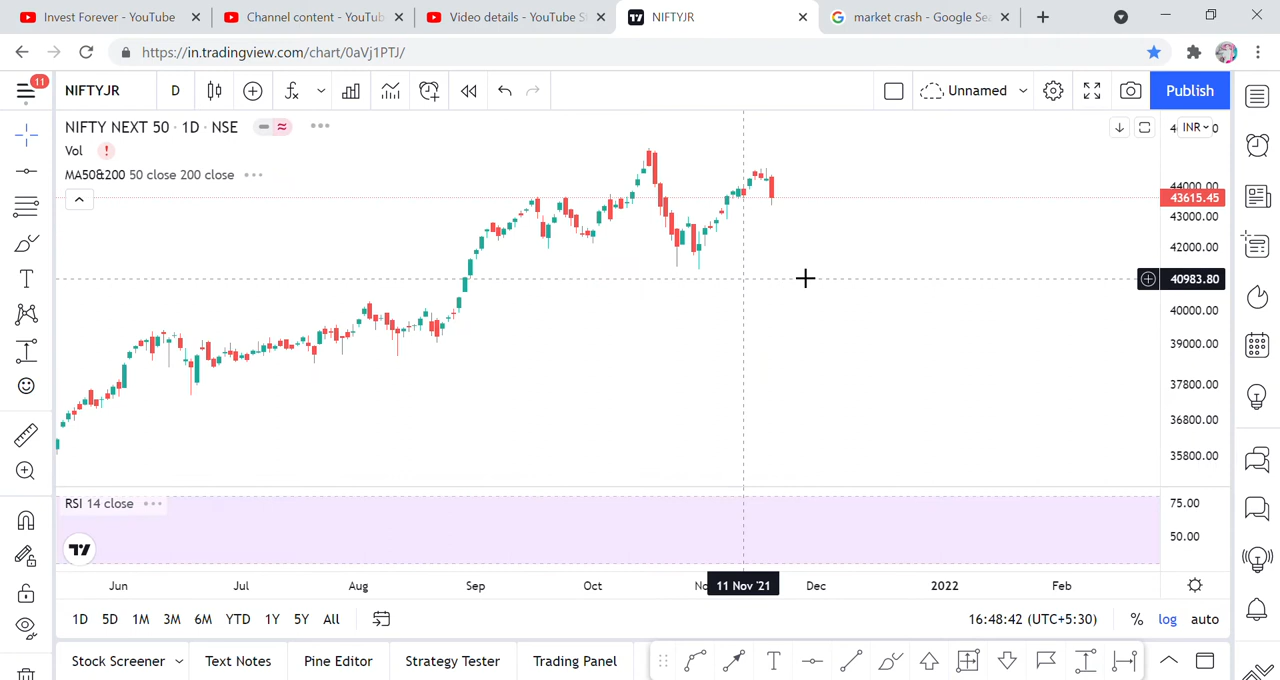 Invest Forever - YouTube
Channel content - YouTub
Video details - YouTube S
NIFTYJR
market crash - Google Sea
https://in.tradingview.com/chart/0aVj1PTJ/
11
NIFTYJR
D
Unnamed
Publish
NIFTY NEXT 50 · 1D · NSE
INR
Vol
MA50&200 50 close 200 close
44000.00
43615.45
43000.00
42000.00
40983.80
40000.00
39000.00
37800.00
36800.00
35800.00
RSI 14 close
75.00
50.00
Jun
Jul
Aug
Sep
Oct
11 Nov '21
Dec
2022
Feb
1D
5D
1M
3M
6M
YTD
1Y
5Y
All
16:48:42 (UTC+5:30)
%
log
auto
Stock Screener
Text Notes
Pine Editor
Strategy Tester
Trading Panel